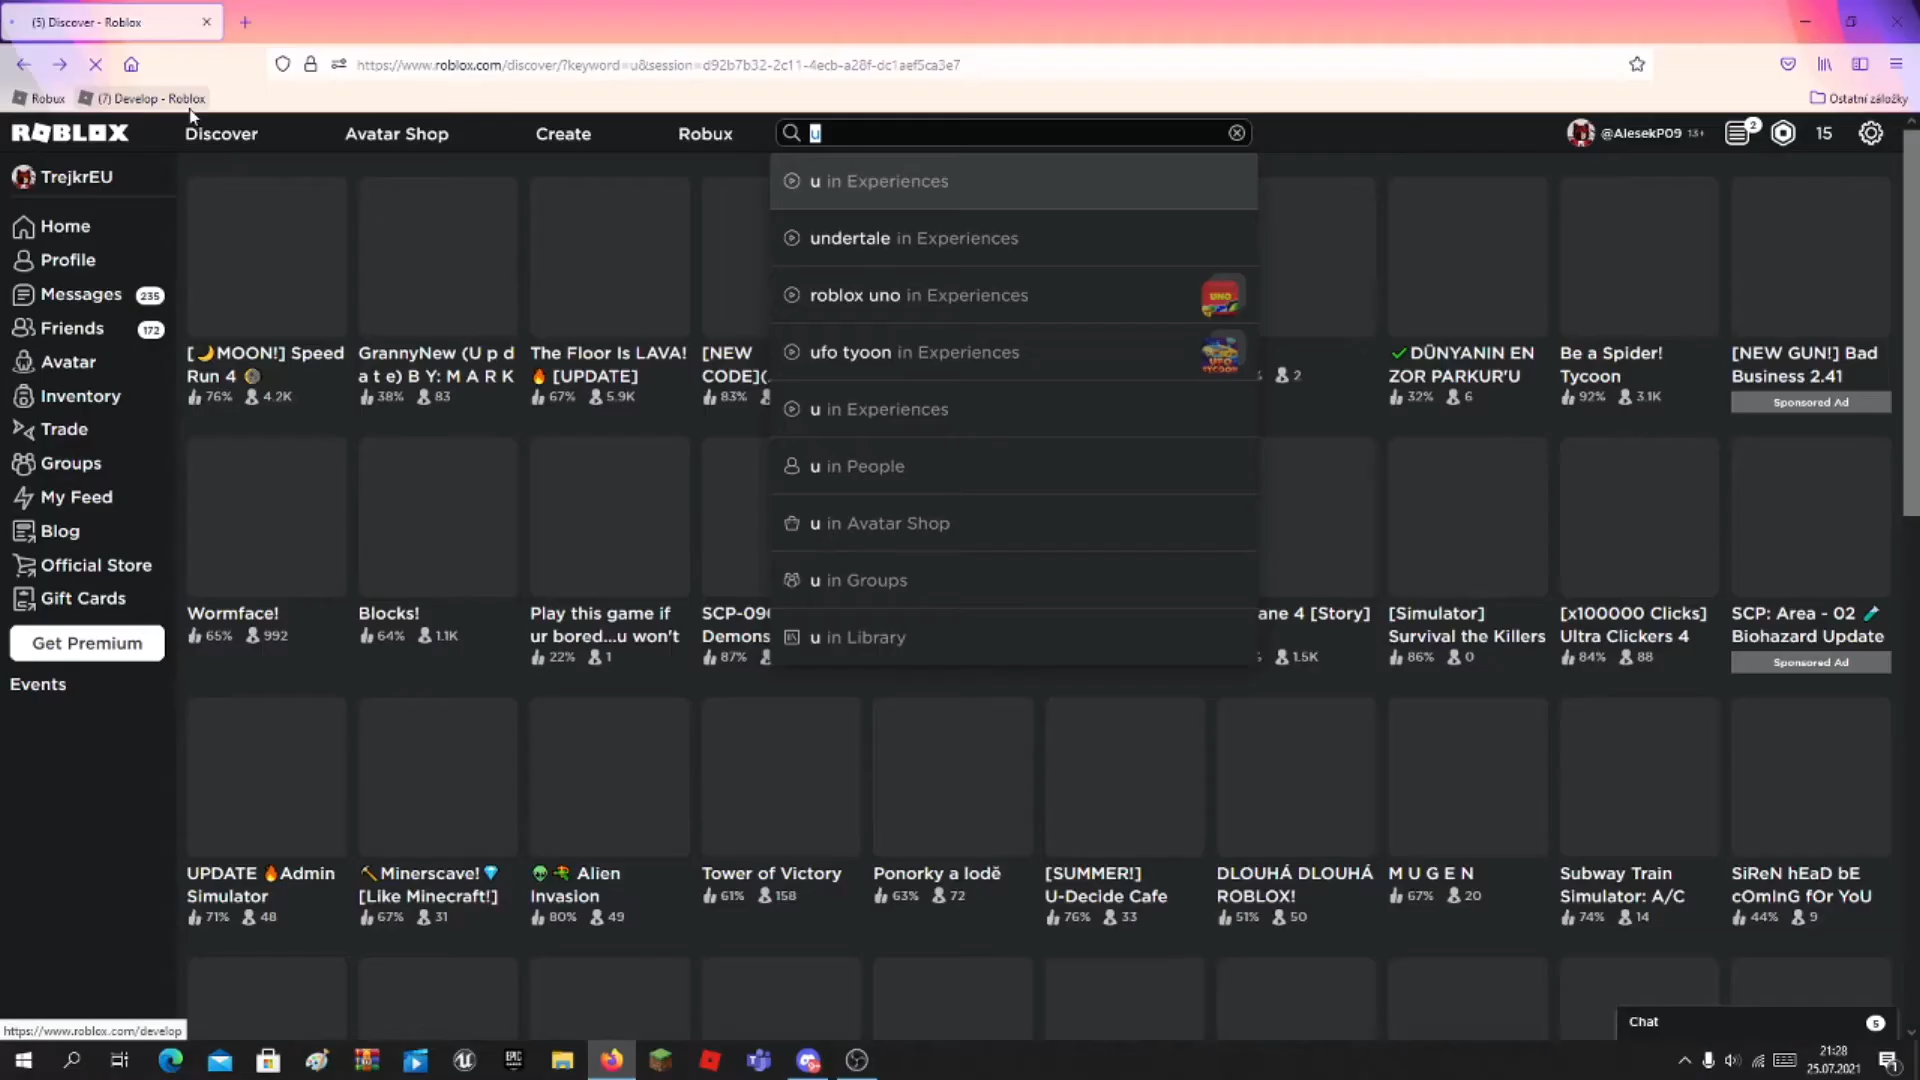 (5) Discover - Roblox
https://www.roblox.com/discover/?keyword=u&session=d92b7b32-2c11-4ecb-a28f-dc1aef5ca3e7
Robux
(7) Develop - Roblox
Ostatní záložky
ROBLOX
Discover
Avatar Shop
Create
Robux
u
@AlesekP09 13+
2
15
TrejkrEU
Home
Profile
Messages 235
Friends 172
Avatar
Inventory
Trade
Groups
My Feed
Blog
Official Store
Gift Cards
Get Premium
Events
u in Experiences
undertale in Experiences
roblox uno in Experiences
UNO
ufo tyoon in Experiences
UFO TYCOON
u in Experiences
u in People
u in Avatar Shop
u in Groups
u in Library
[🌙MOON!] Speed
Run 4
76% 4.2K
GrannyNew (U p d
a t e) B Y: M A R K
38% 83
The Floor Is LAVA!
🔥 [UPDATE]
67% 5.9K
[NEW
CODE](
83%
2
✔DÜNYANIN EN
ZOR PARKUR'U
32% 6
Be a Spider!
Tycoon
92% 3.1K
[NEW GUN!] Bad
Business 2.41
Sponsored Ad
Wormface!
65% 992
Blocks!
64% 1.1K
Play this game if
ur bored...u won't
22% 1
Demons
87%
4 [Story]
1.5K
[Simulator]
Survival the Killers
86% 0
[x100000 Clicks]
Ultra Clickers 4
84% 88
SCP: Area - 02
Biohazard Update
Sponsored Ad
UPDATE 🔥Admin
Simulator
71% 48
⛏Minerscave!💎
[Like Minecraft!]
67% 31
👽 Alien
Invasion
80% 49
Tower of Victory
61% 158
Ponorky a lodě
63% 72
[SUMMER!]
U-Decide Cafe
76% 33
DLOUHÁ DLOUHÁ
ROBLOX!
51% 50
M U G E N
67% 20
Subway Train
Simulator: A/C
74% 14
SiReN hEaD bE
cOmInG fOr YoU
44% 9
https://www.roblox.com/develop
Chat 5
EPIC
21:28
25.07.2021
1